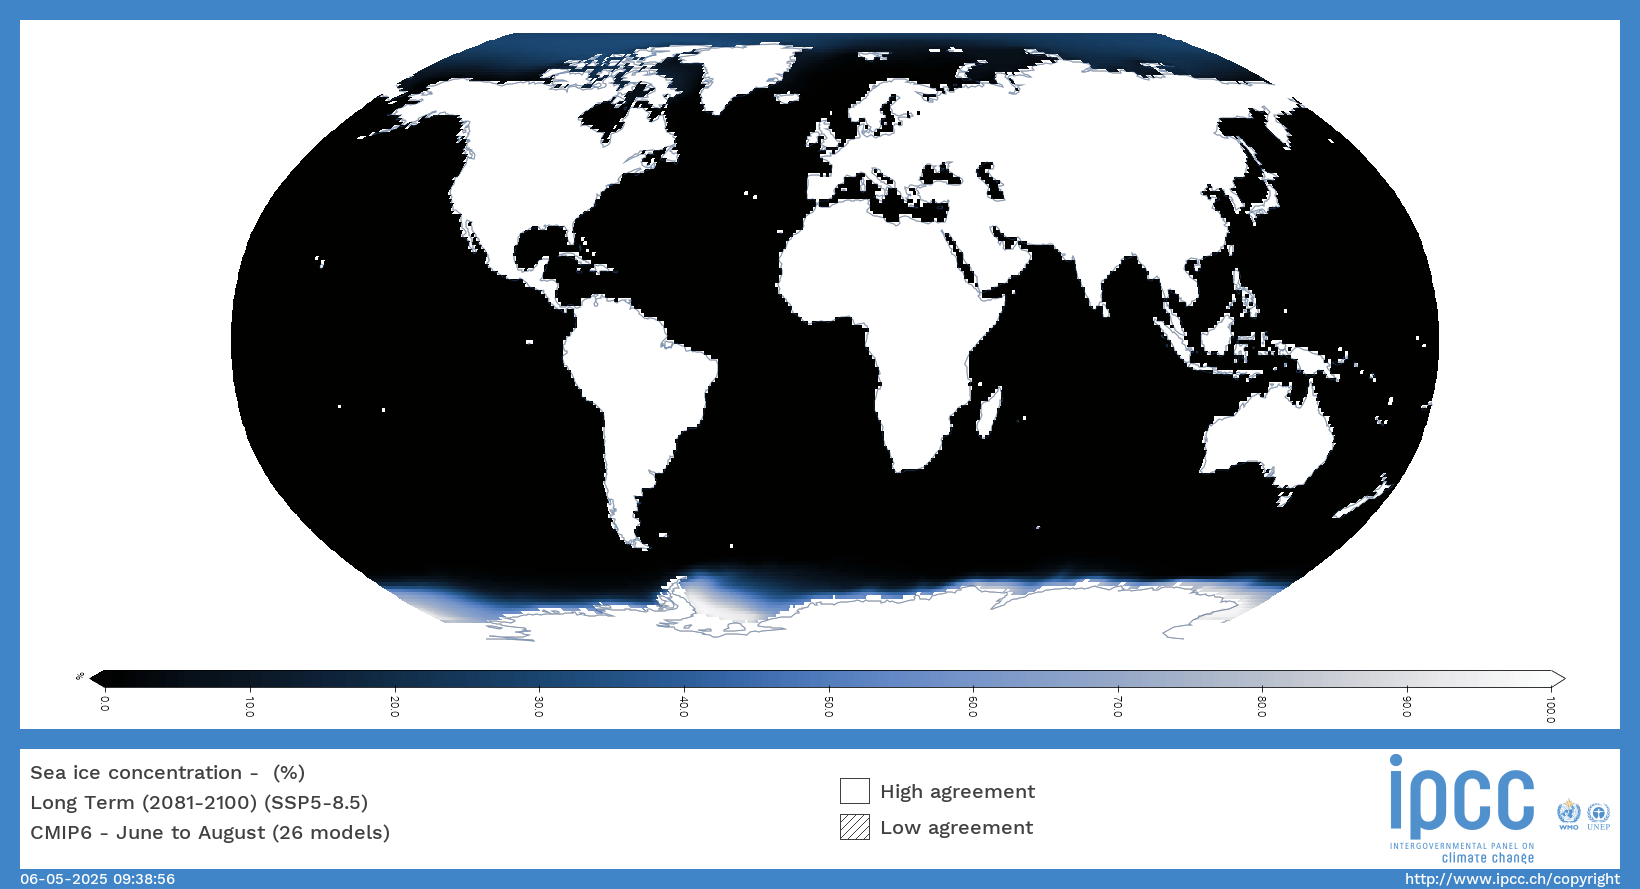 %
0.0 10.0 20.0 30.0 40.0 50.0 60.0 70.0 80.0 90.0 100.0
Sea ice concentration -  (%)
Long Term (2081-2100) (SSP5-8.5)
CMIP6 - June to August (26 models)
High agreement
Low agreement
ipcc
INTERGOVERNMENTAL PANEL ON
climate change
WMO
UNEP
06-05-2025 09:38:56
http://www.ipcc.ch/copyright